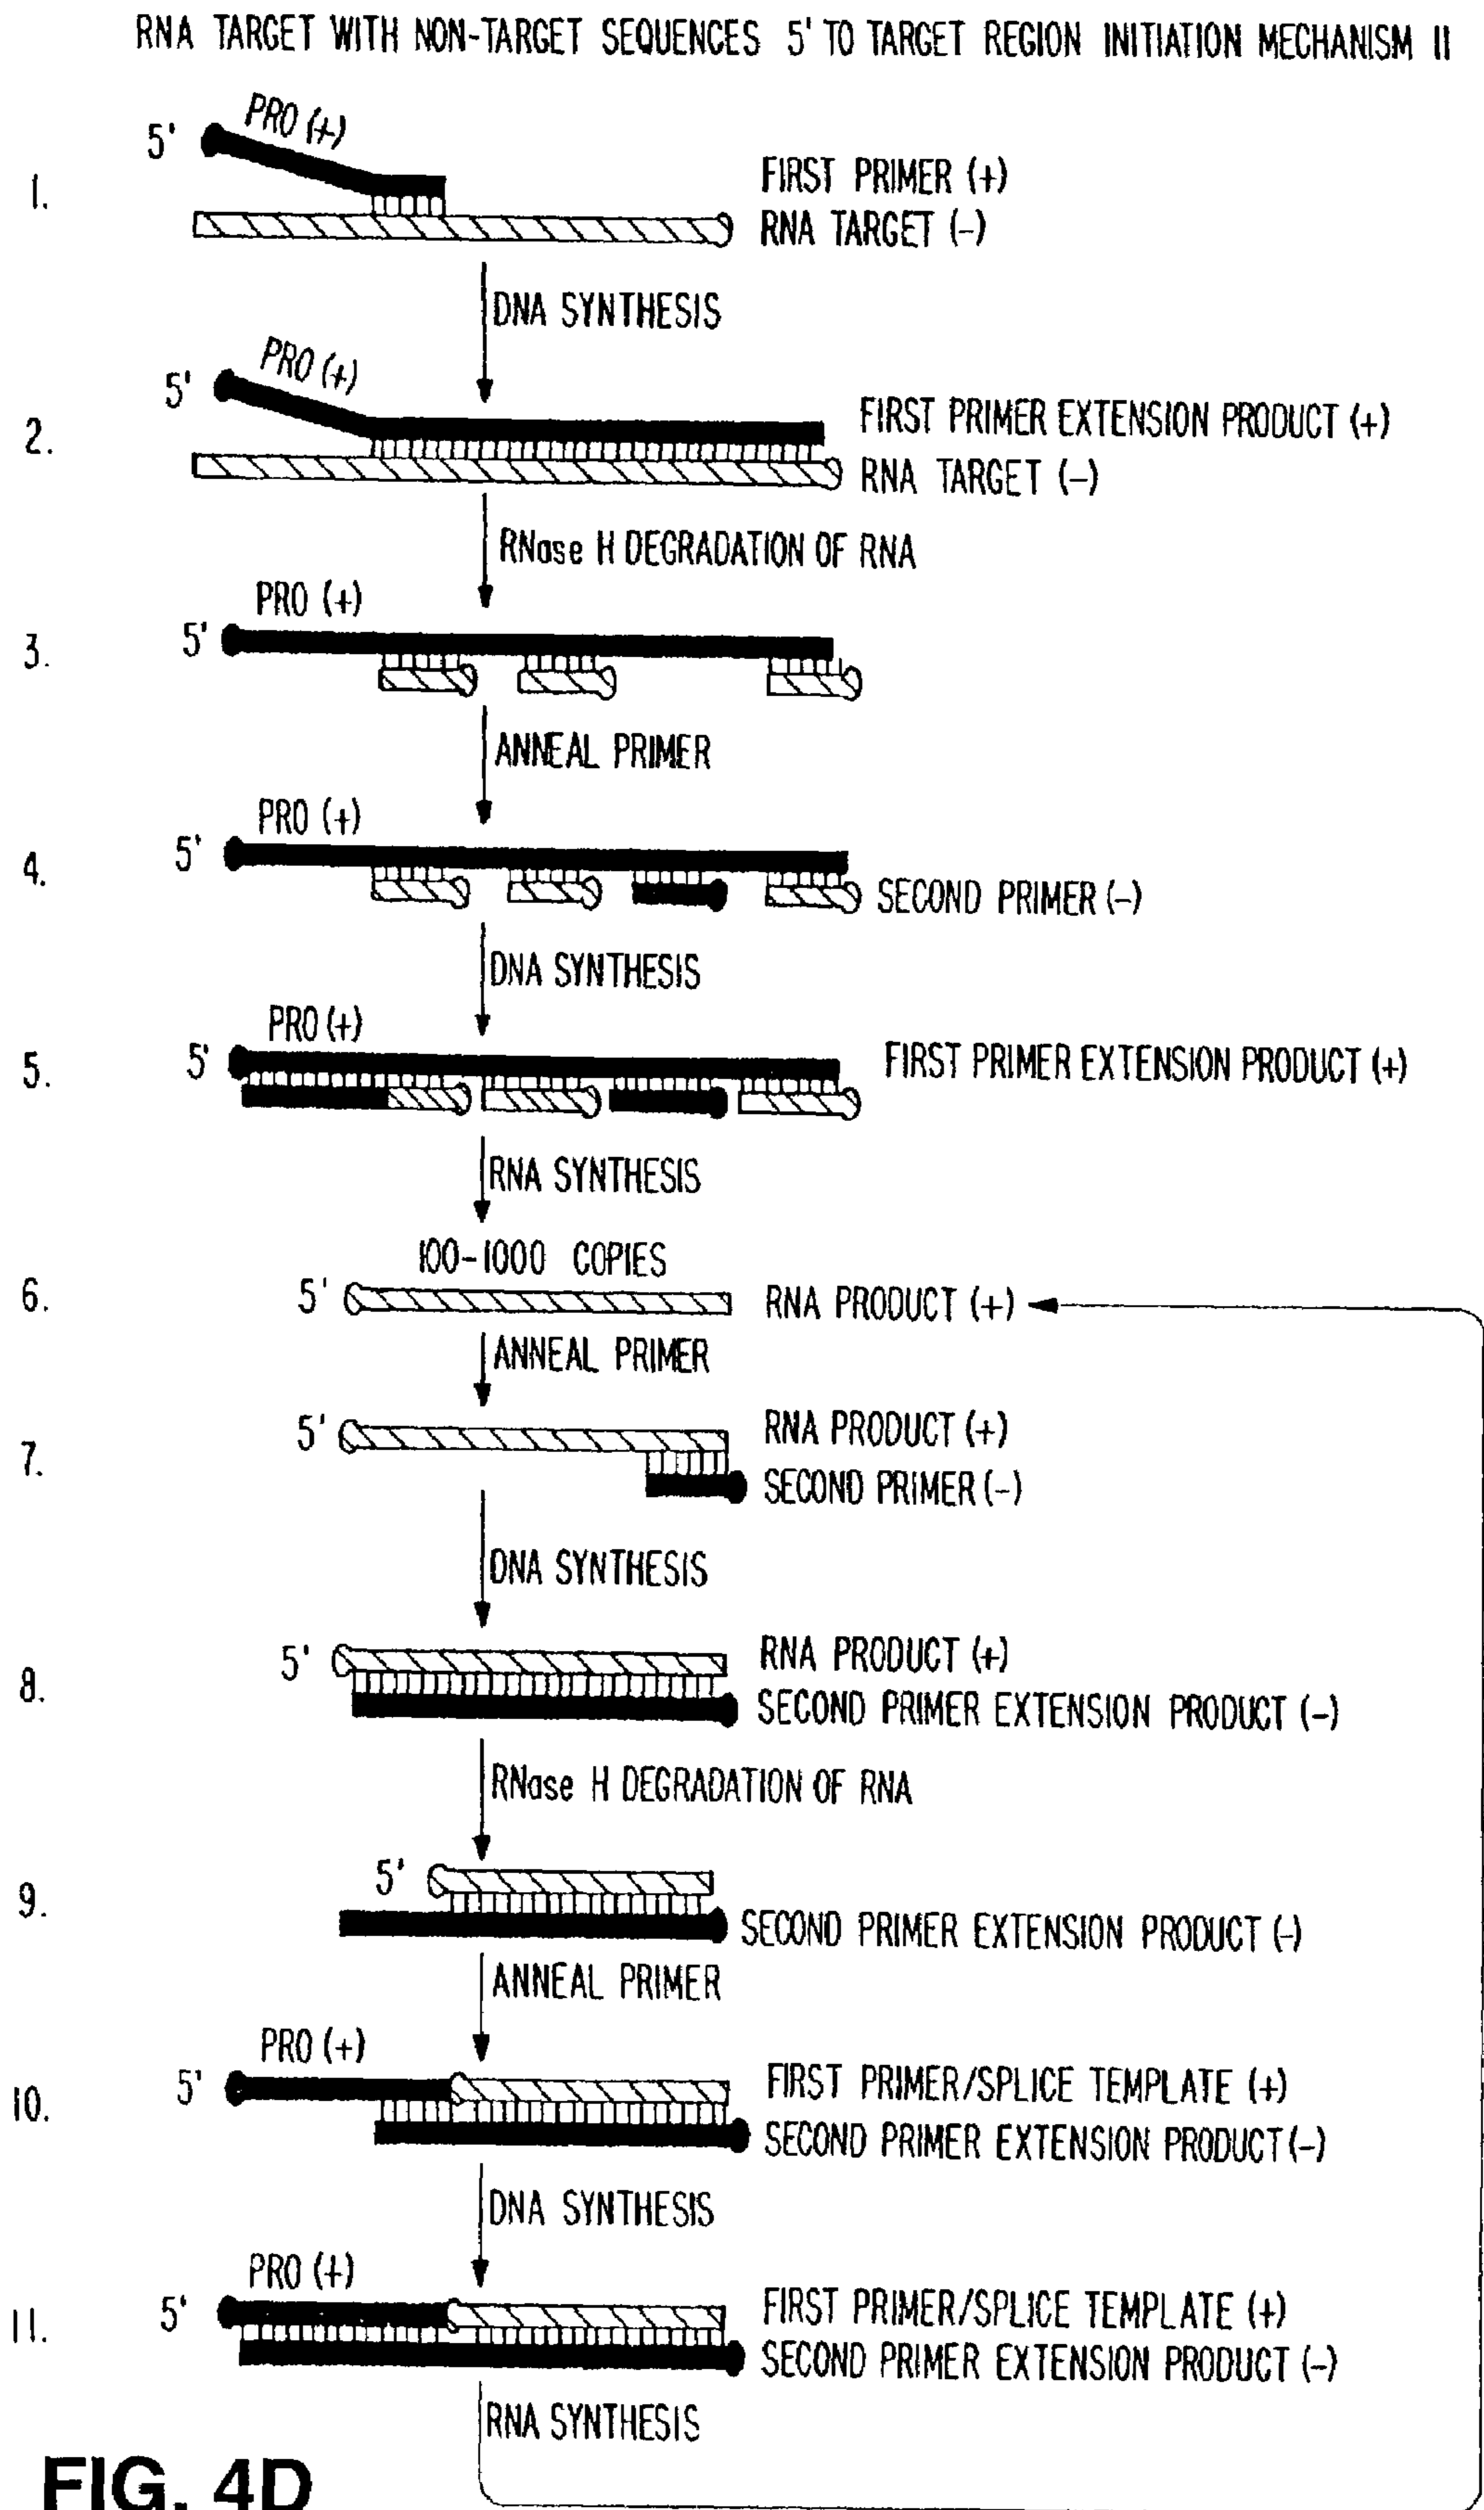 RNA TARGET WITH NON-TARGET SEQUENCES 5' TO TARGET REGION INITIATION MECHANISM II
1.
5'
PRO (+)
FIRST PRIMER (+)
RNA TARGET (-)
DNA SYNTHESIS
2.
5'
PRO (+)
FIRST PRIMER EXTENSION PRODUCT (+)
RNA TARGET (-)
RNase H DEGRADATION OF RNA
3.
5'
PRO (+)
ANNEAL PRIMER
4.
5'
PRO (+)
SECOND PRIMER (-)
DNA SYNTHESIS
5.
5'
PRO (+)
FIRST PRIMER EXTENSION PRODUCT (+)
RNA SYNTHESIS
100-1000 COPIES
6.
5'
RNA PRODUCT (+)
ANNEAL PRIMER
7.
5'
RNA PRODUCT (+)
SECOND PRIMER (-)
DNA SYNTHESIS
8.
5'
RNA PRODUCT (+)
SECOND PRIMER EXTENSION PRODUCT (-)
RNase H DEGRADATION OF RNA
9.
5'
SECOND PRIMER EXTENSION PRODUCT (-)
ANNEAL PRIMER
10.
5'
PRO (+)
FIRST PRIMER/SPLICE TEMPLATE (+)
SECOND PRIMER EXTENSION PRODUCT (-)
DNA SYNTHESIS
11.
5'
PRO (+)
FIRST PRIMER/SPLICE TEMPLATE (+)
SECOND PRIMER EXTENSION PRODUCT (-)
RNA SYNTHESIS
FIG. 4D